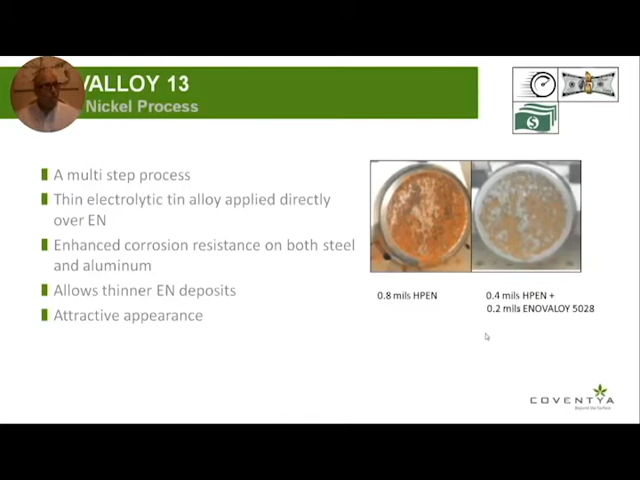 VALLOY 13
Nickel Process
A multi step process
Thin electrolytic tin alloy applied directly
over EN
Enhanced corrosion resistance on both steel
and aluminum
Allows thinner EN deposits
Attractive appearance
0.8 mils HPEN
0.4 mils HPEN +
0.2 mils ENOVALOY 5028
COVENTYA
Beyond the Surface